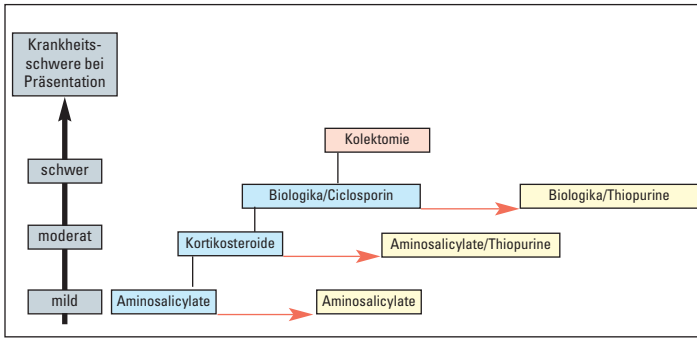 Krankheits-
schwere bei
Präsentation
Kolektomie
schwer
Biologika/Ciclosporin
Biologika/Thiopurine
moderat
Kortikosteroide
Aminosalicylate/Thiopurine
mild
Aminosalicylate
Aminosalicylate